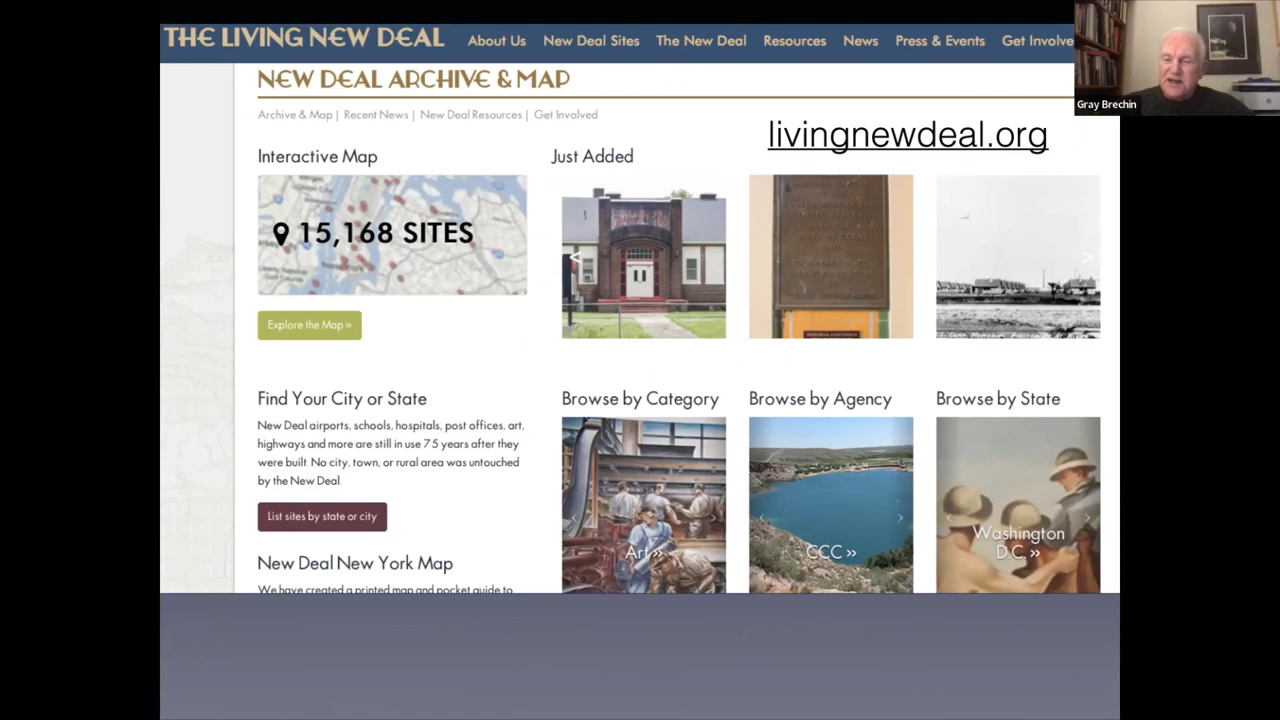 THE LIVING NEW DEAL
About Us New Deal Sites The New Deal Resources News Press & Events Get Involve
Gray Brechin
NEW DEAL ARCHIVE & MAP
Archive & Map | Recent News | New Deal Resources | Get Involved
livingnewdeal.org
Interactive Map
Just Added
15,168 SITES
Explore the Map »
Find Your City or State
New Deal airports, schools, hospitals, post offices, art,
highways and more are still in use 75 years after they
were built. No city, town, or rural area was untouched
by the New Deal.
List sites by state or city
Browse by Category
Browse by Agency
Browse by State
Art »
CCC »
Washington
D.C. »
New Deal New York Map
We have created a printed map and pocket guide to